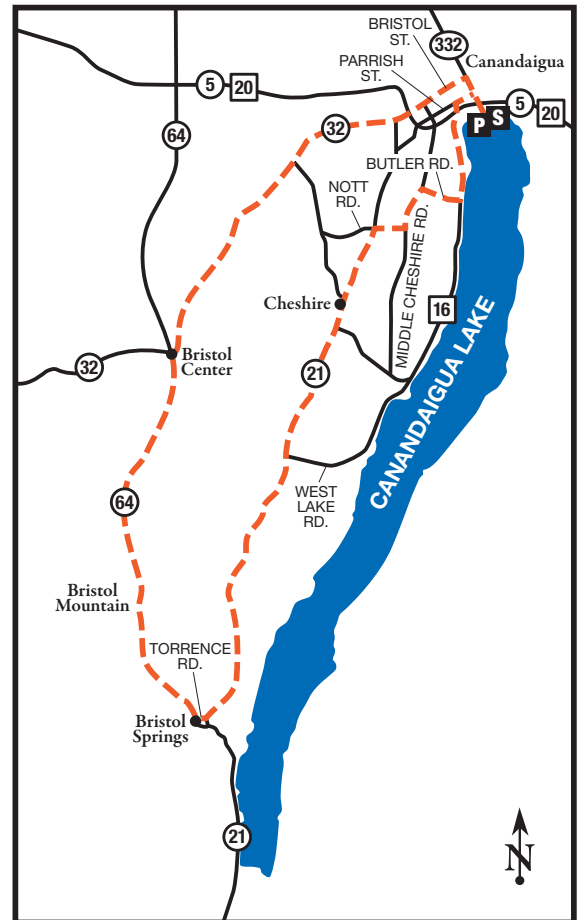 BRISTOL
ST.
332
Canandaigua
PARRISH
ST.
5
20
5
20
P
S
64
32
BUTLER RD.
NOTT
RD.
MIDDLE CHESHIRE RD.
Cheshire
16
Bristol
Center
32
21
CANANDAIGUA LAKE
WEST
LAKE
RD.
64
Bristol
Mountain
TORRENCE
RD.
Bristol
Springs
21
N